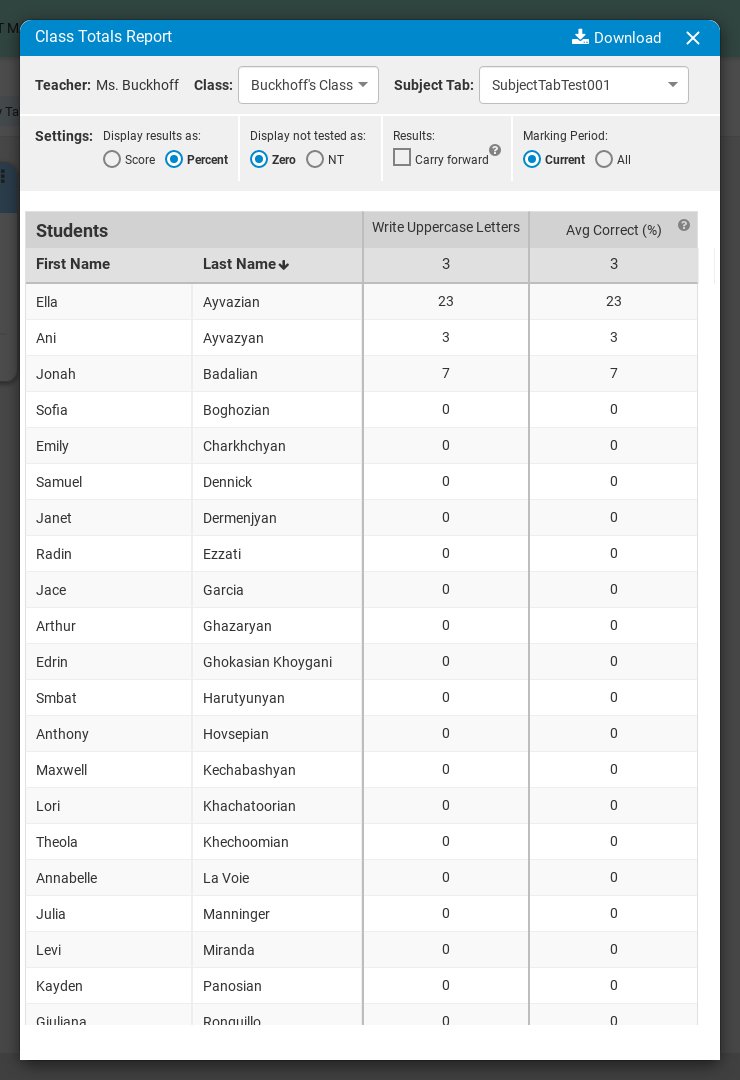 Class Totals Report Download
Teacher: Ms. Buckhoff Class: Buckhoff's Class Subject Tab: SubjectTabTest001
Settings: Display results as: Display not tested as: Results: Marking Period:
Score Percent Zero NT Carry forward ? Current All
Students Write Uppercase Letters Avg Correct (%) ?
First Name Last Name 3 3
Ella Ayvazian 23 23
Ani Ayvazyan 3 3
Jonah Badalian 7 7
Sofia Boghozian 0 0
Emily Charkhchyan 0 0
Samuel Dennick 0 0
Janet Dermenjyan 0 0
Radin Ezzati 0 0
Jace Garcia 0 0
Arthur Ghazaryan 0 0
Edrin Ghokasian Khoygani 0 0
Smbat Harutyunyan 0 0
Anthony Hovsepian 0 0
Maxwell Kechabashyan 0 0
Lori Khachatoorian 0 0
Theola Khechoomian 0 0
Annabelle La Voie 0 0
Julia Manninger 0 0
Levi Miranda 0 0
Kayden Panosian 0 0
Giuliana Ronquillo 0 0